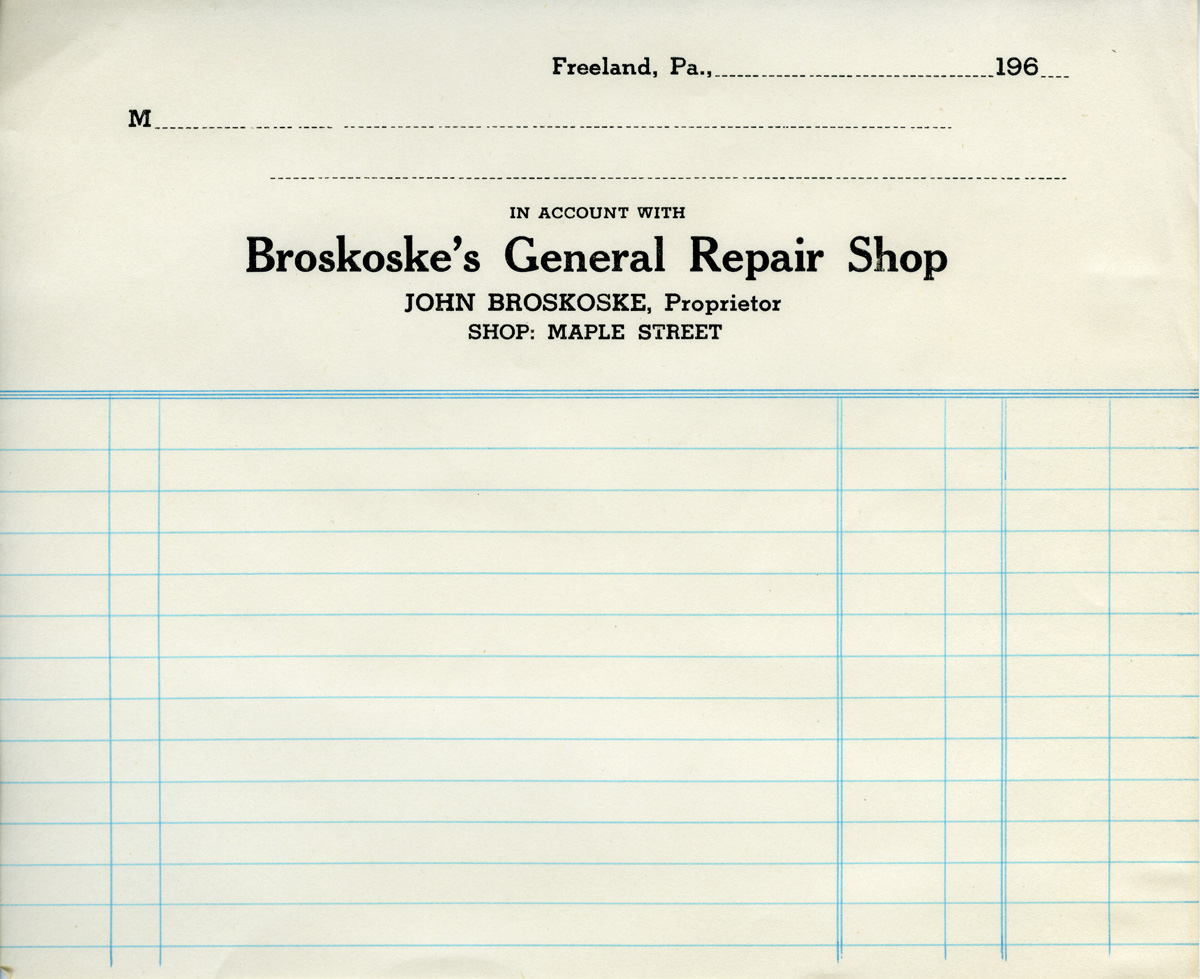 Freeland, Pa., 196
M
IN ACCOUNT WITH
Broskoske's General Repair Shop
JOHN BROSKOSKE, Proprietor
SHOP: MAPLE STREET